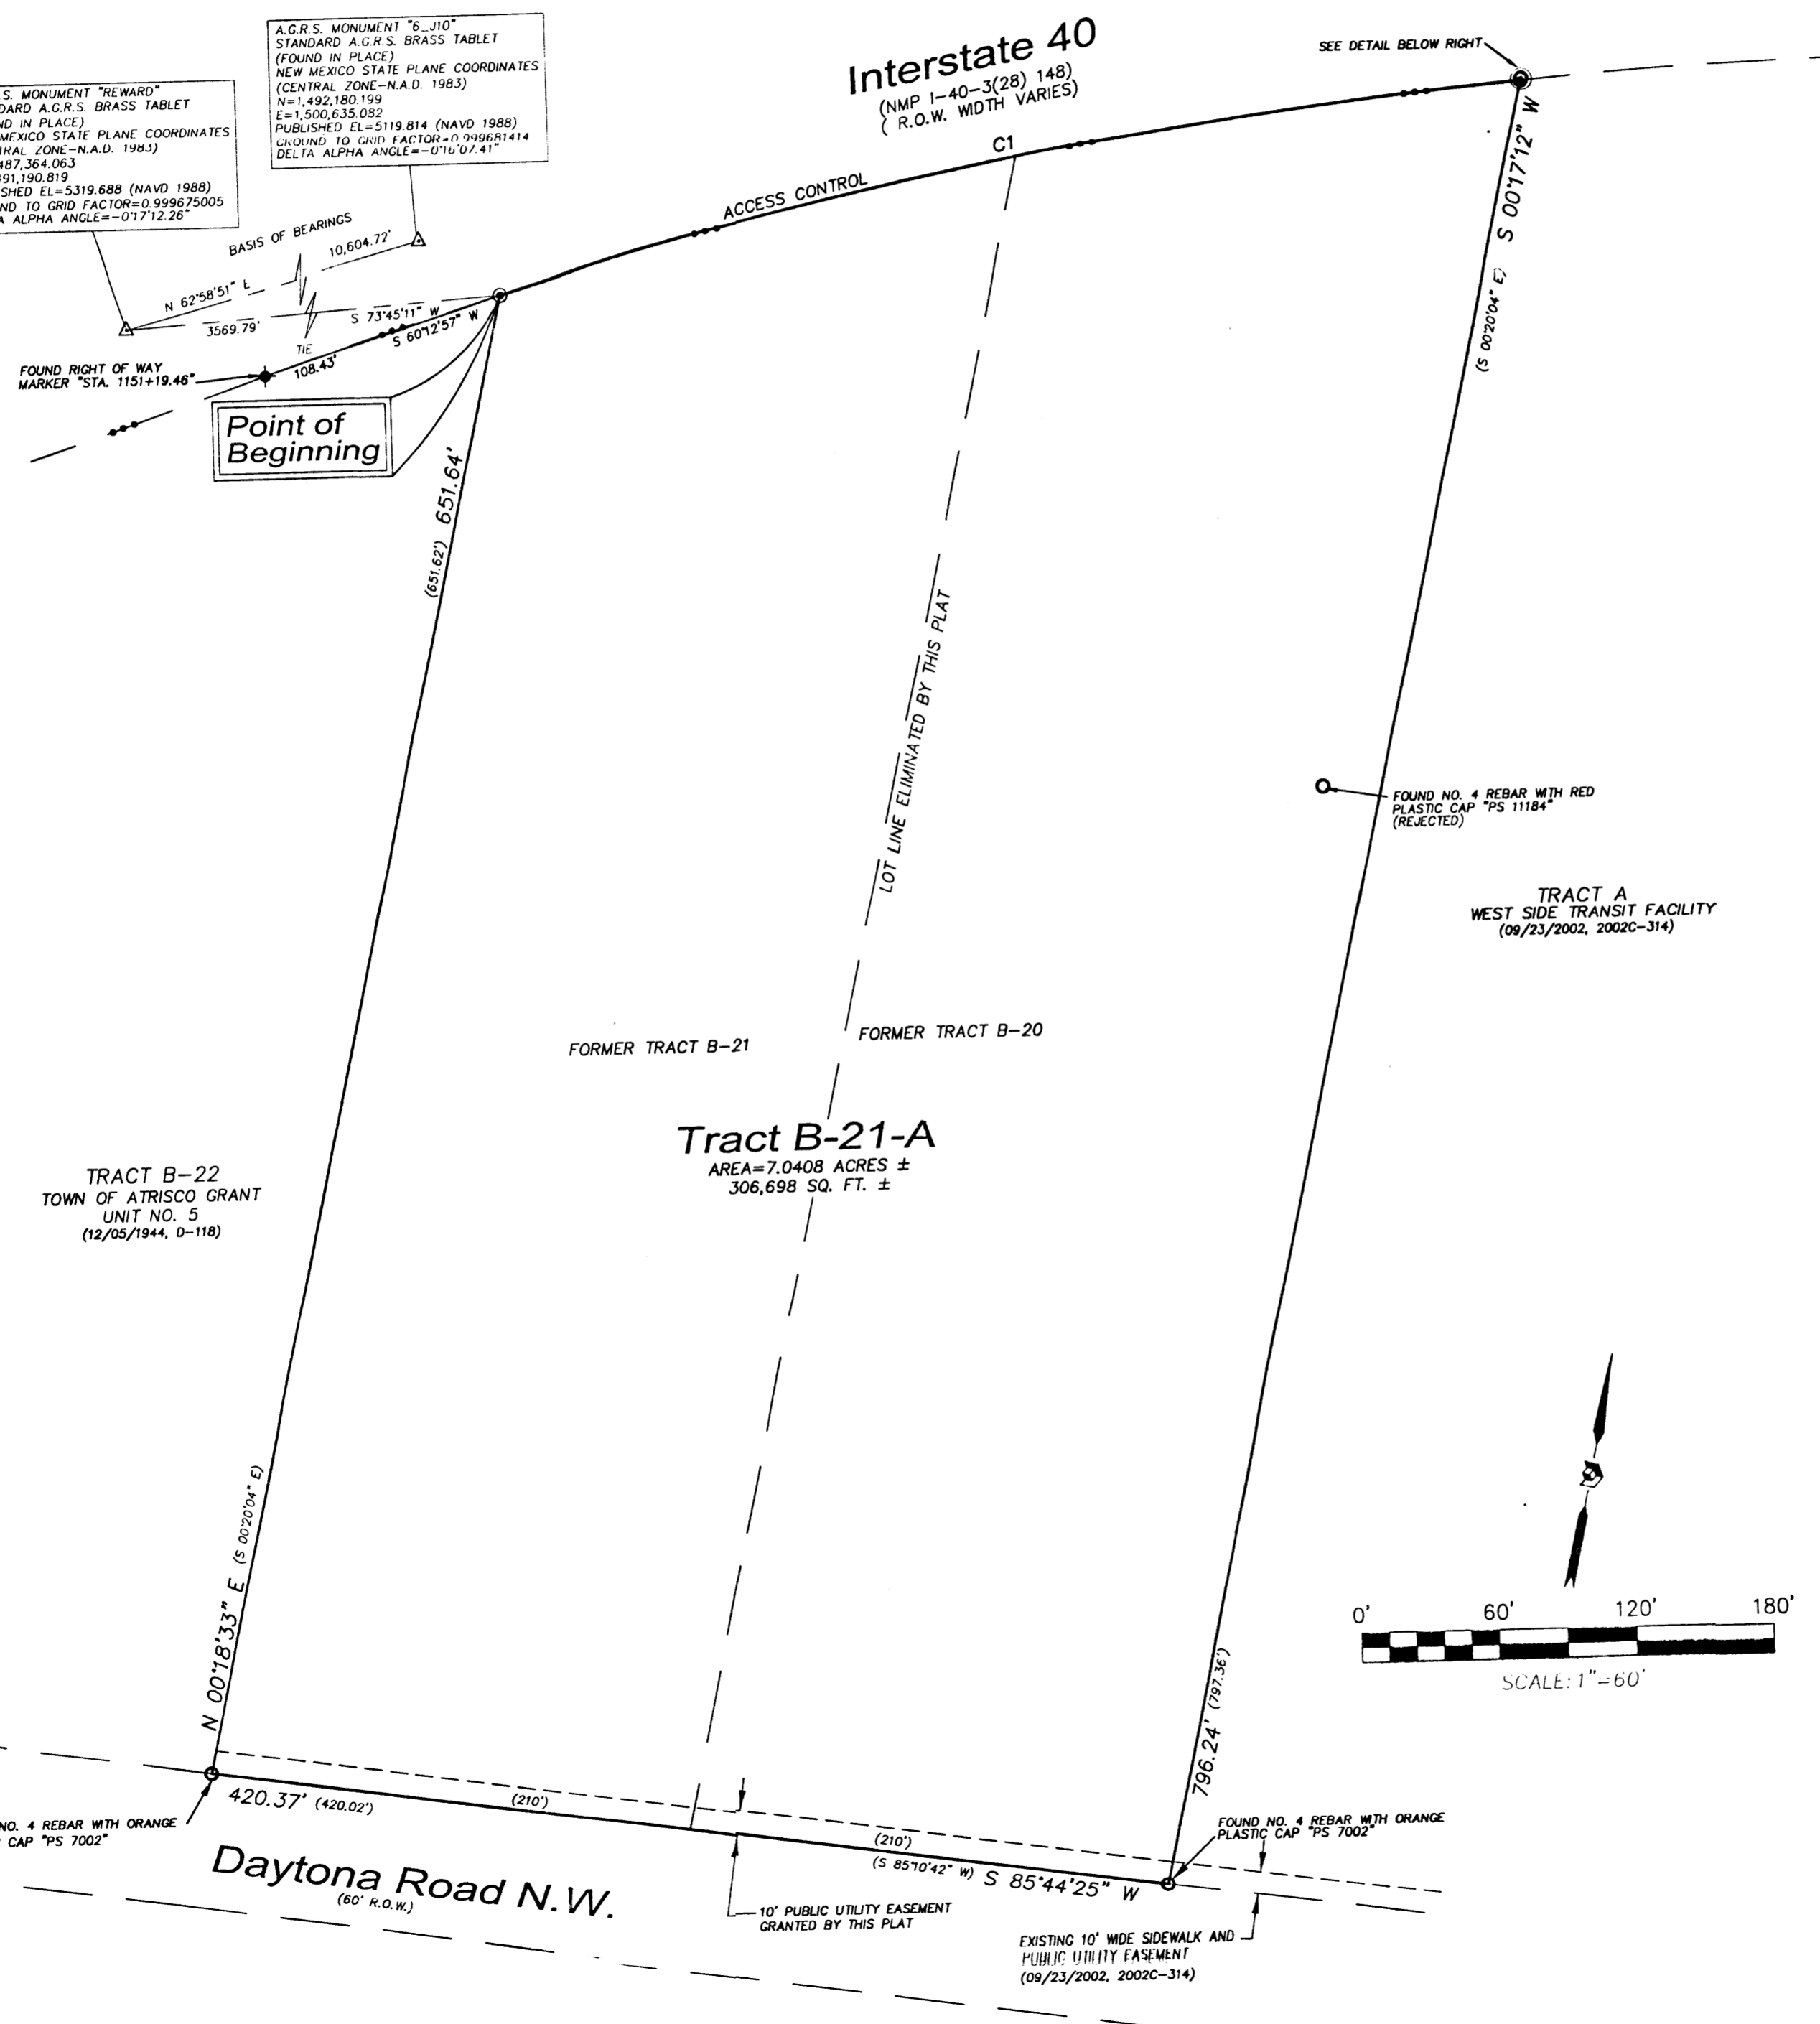 A.G.R.S. MONUMENT "6_J10"
STANDARD A.G.R.S. BRASS TABLET
(FOUND IN PLACE)
NEW MEXICO STATE PLANE COORDINATES
(CENTRAL ZONE-N.A.D. 1983)
N=1,492,180.199
E=1,500,635.082
PUBLISHED EL=5119.814 (NAVD 1988)
GROUND TO GRID FACTOR=0.999681414
DELTA ALPHA ANGLE=-0°16'07.41"
S. MONUMENT "REWARD"
DARD A.G.R.S. BRASS TABLET
ND IN PLACE)
MEXICO STATE PLANE COORDINATES
RAL ZONE-N.A.D. 1983)
487,364.063
91,190.819
SHED EL=5319.688 (NAVD 1988)
ND TO GRID FACTOR=0.999675005
A ALPHA ANGLE=-0°17'12.26"
Interstate 40
(NMP I-40-3(28) 148)
( R.O.W. WIDTH VARIES)
SEE DETAIL BELOW RIGHT
C1
ACCESS CONTROL
BASIS OF BEARINGS
N 62°58'51" E
10,604.72'
3569.79'
S 73°45'11" W
TIE
S 60°12'57" W
108.43'
FOUND RIGHT OF WAY
MARKER "STA. 1151+19.46"
Point of
Beginning
(651.62') 651.64'
(S 00°20'04" E) S 00°17'12" W
LOT LINE ELIMINATED BY THIS PLAT
FOUND NO. 4 REBAR WITH RED
PLASTIC CAP "PS 11184"
(REJECTED)
TRACT A
WEST SIDE TRANSIT FACILITY
(09/23/2002, 2002C-314)
FORMER TRACT B-21
FORMER TRACT B-20
Tract B-21-A
AREA=7.0408 ACRES ±
306,698 SQ. FT. ±
TRACT B-22
TOWN OF ATRISCO GRANT
UNIT NO. 5
(12/05/1944, D-118)
N 00°18'33" E (S 00°20'04" E)
0' 60' 120' 180'
SCALE: 1"=60'
796.24' (797.36')
420.37' (420.02')
(210')
(210')
(S 85°10'42" W) S 85°44'25" W
NO. 4 REBAR WITH ORANGE
CAP "PS 7002"
FOUND NO. 4 REBAR WITH ORANGE
PLASTIC CAP "PS 7002"
Daytona Road N.W.
(60' R.O.W.)
10' PUBLIC UTILITY EASEMENT
GRANTED BY THIS PLAT
EXISTING 10' WIDE SIDEWALK AND
PUBLIC UTILITY EASEMENT
(09/23/2002, 2002C-314)